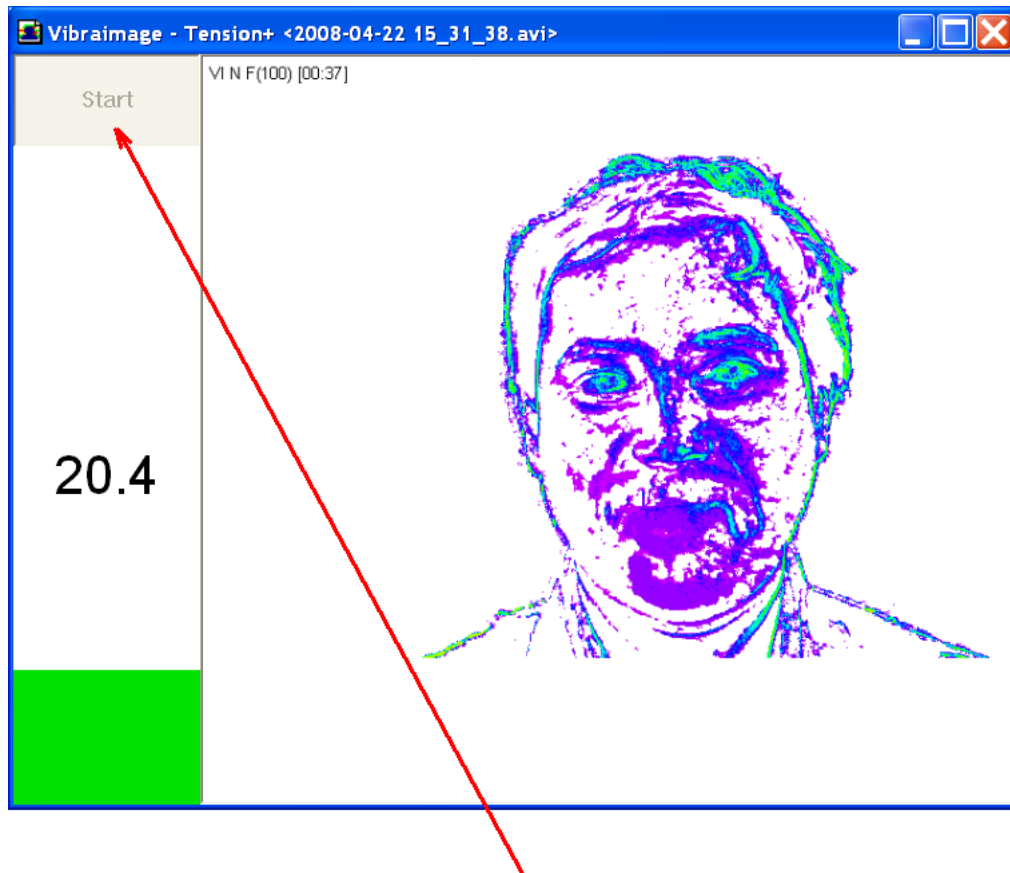 Vibraimage - Tension+ <2008-04-22 15_31_38.avi>
Start
VI N F(100) [00:37]
20.4